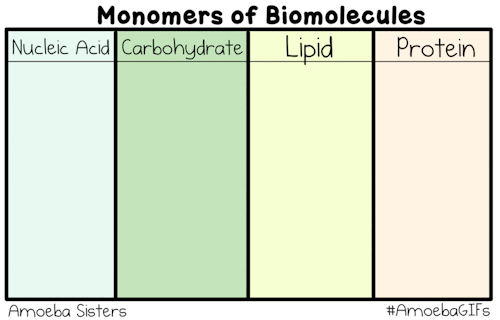 Monomers of Biomolecules
Nucleic Acid Carbohydrate Lipid Protein
Amoeba Sisters #AmoebaGIFs